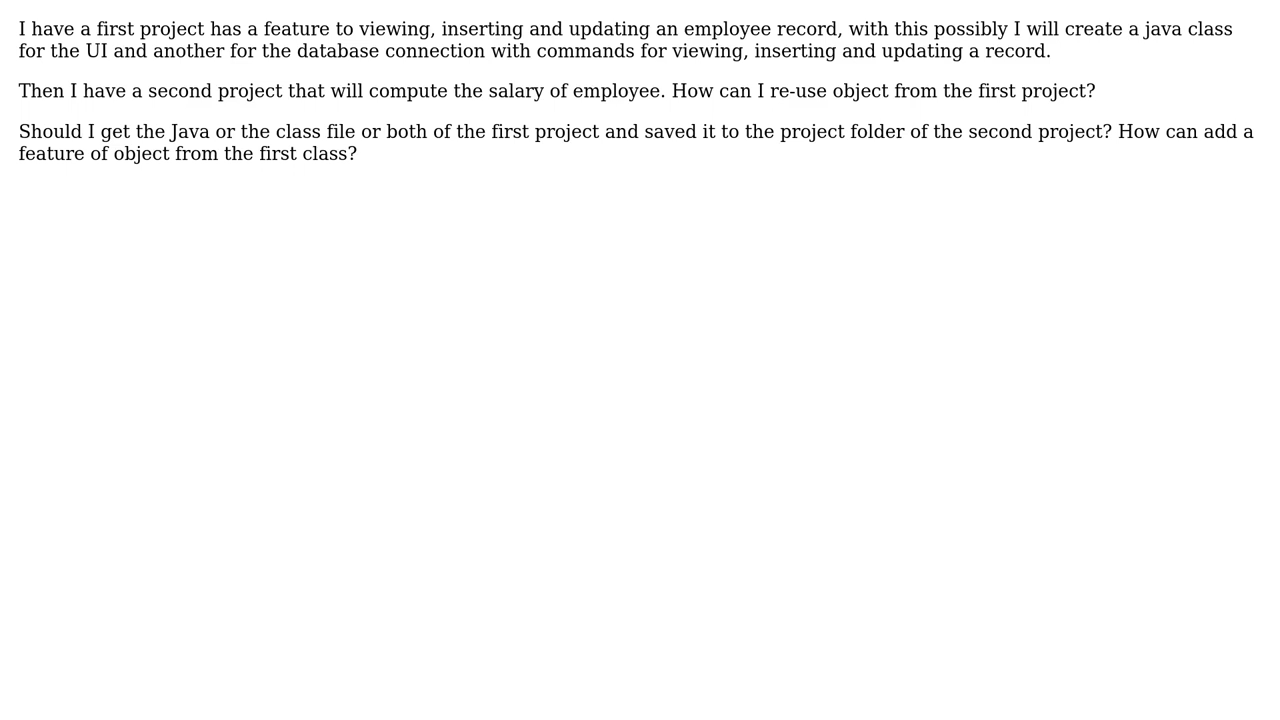 I have a first project has a feature to viewing, inserting and updating an employee record, with this possibly I will create a java class
for the UI and another for the database connection with commands for viewing, inserting and updating a record.
Then I have a second project that will compute the salary of employee. How can I re-use object from the first project?
Should I get the Java or the class file or both of the first project and saved it to the project folder of the second project? How can add a
feature of object from the first class?